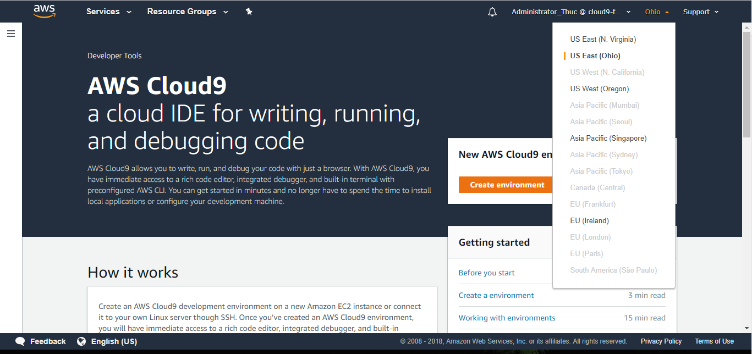 aws
Services
Resource Groups
Administrator_Thuc @ cloud9-t
Ohio
Support
US East (N. Virginia)
US East (Ohio)
US West (N. California)
US West (Oregon)
Asia Pacific (Mumbai)
Asia Pacific (Seoul)
Asia Pacific (Singapore)
Asia Pacific (Sydney)
Asia Pacific (Tokyo)
Canada (Central)
EU (Frankfurt)
EU (Ireland)
EU (London)
EU (Paris)
South America (São Paulo)
Developer Tools
AWS Cloud9
a cloud IDE for writing, running,
and debugging code
AWS Cloud9 allows you to write, run, and debug your code with just a browser. With AWS Cloud9, you
have immediate access to a rich code editor, integrated debugger, and built-in terminal with
preconfigured AWS CLI. You can get started in minutes and no longer have to spend the time to install
local applications or configure your development machine.
New AWS Cloud9 en
Create environment
How it works
Create an AWS Cloud9 development environment on a new Amazon EC2 instance or connect
it to your own Linux server though SSH. Once you've created an AWS Cloud9 environment,
you will have immediate access to a rich code editor, integrated debugger, and built-in
Getting started
Before you start
Create a environment
3 min read
Working with environments
15 min read
Feedback
English (US)
© 2008 - 2018, Amazon Web Services, Inc. or its affiliates. All rights reserved.
Privacy Policy
Terms of Use